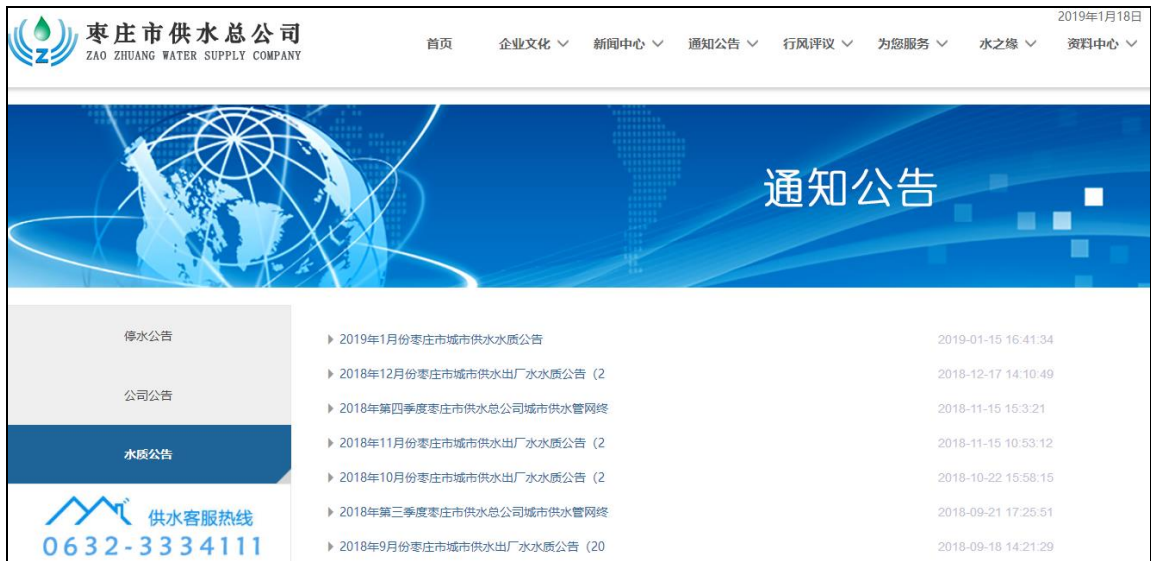 2019年1月18日
枣庄市供水总公司
ZAO ZHUANG WATER SUPPLY COMPANY
首页 企业文化 新闻中心 通知公告 行风评议 为您服务 水之缘 资料中心
通知公告
停水公告
公司公告
水质公告
供水客服热线
0632-3334111
2019年1月份枣庄市城市供水水质公告 2019-01-15 16:41:34
2018年12月份枣庄市城市供水出厂水水质公告（2 2018-12-17 14:10:49
2018年第四季度枣庄市供水总公司城市供水管网终 2018-11-15 15:3:21
2018年11月份枣庄市城市供水出厂水水质公告（2 2018-11-15 10:53:12
2018年10月份枣庄市城市供水出厂水水质公告（2 2018-10-22 15:58:15
2018年第三季度枣庄市供水总公司城市供水管网终 2018-09-21 17:25:51
2018年9月份枣庄市城市供水出厂水水质公告（20 2018-09-18 14:21:29